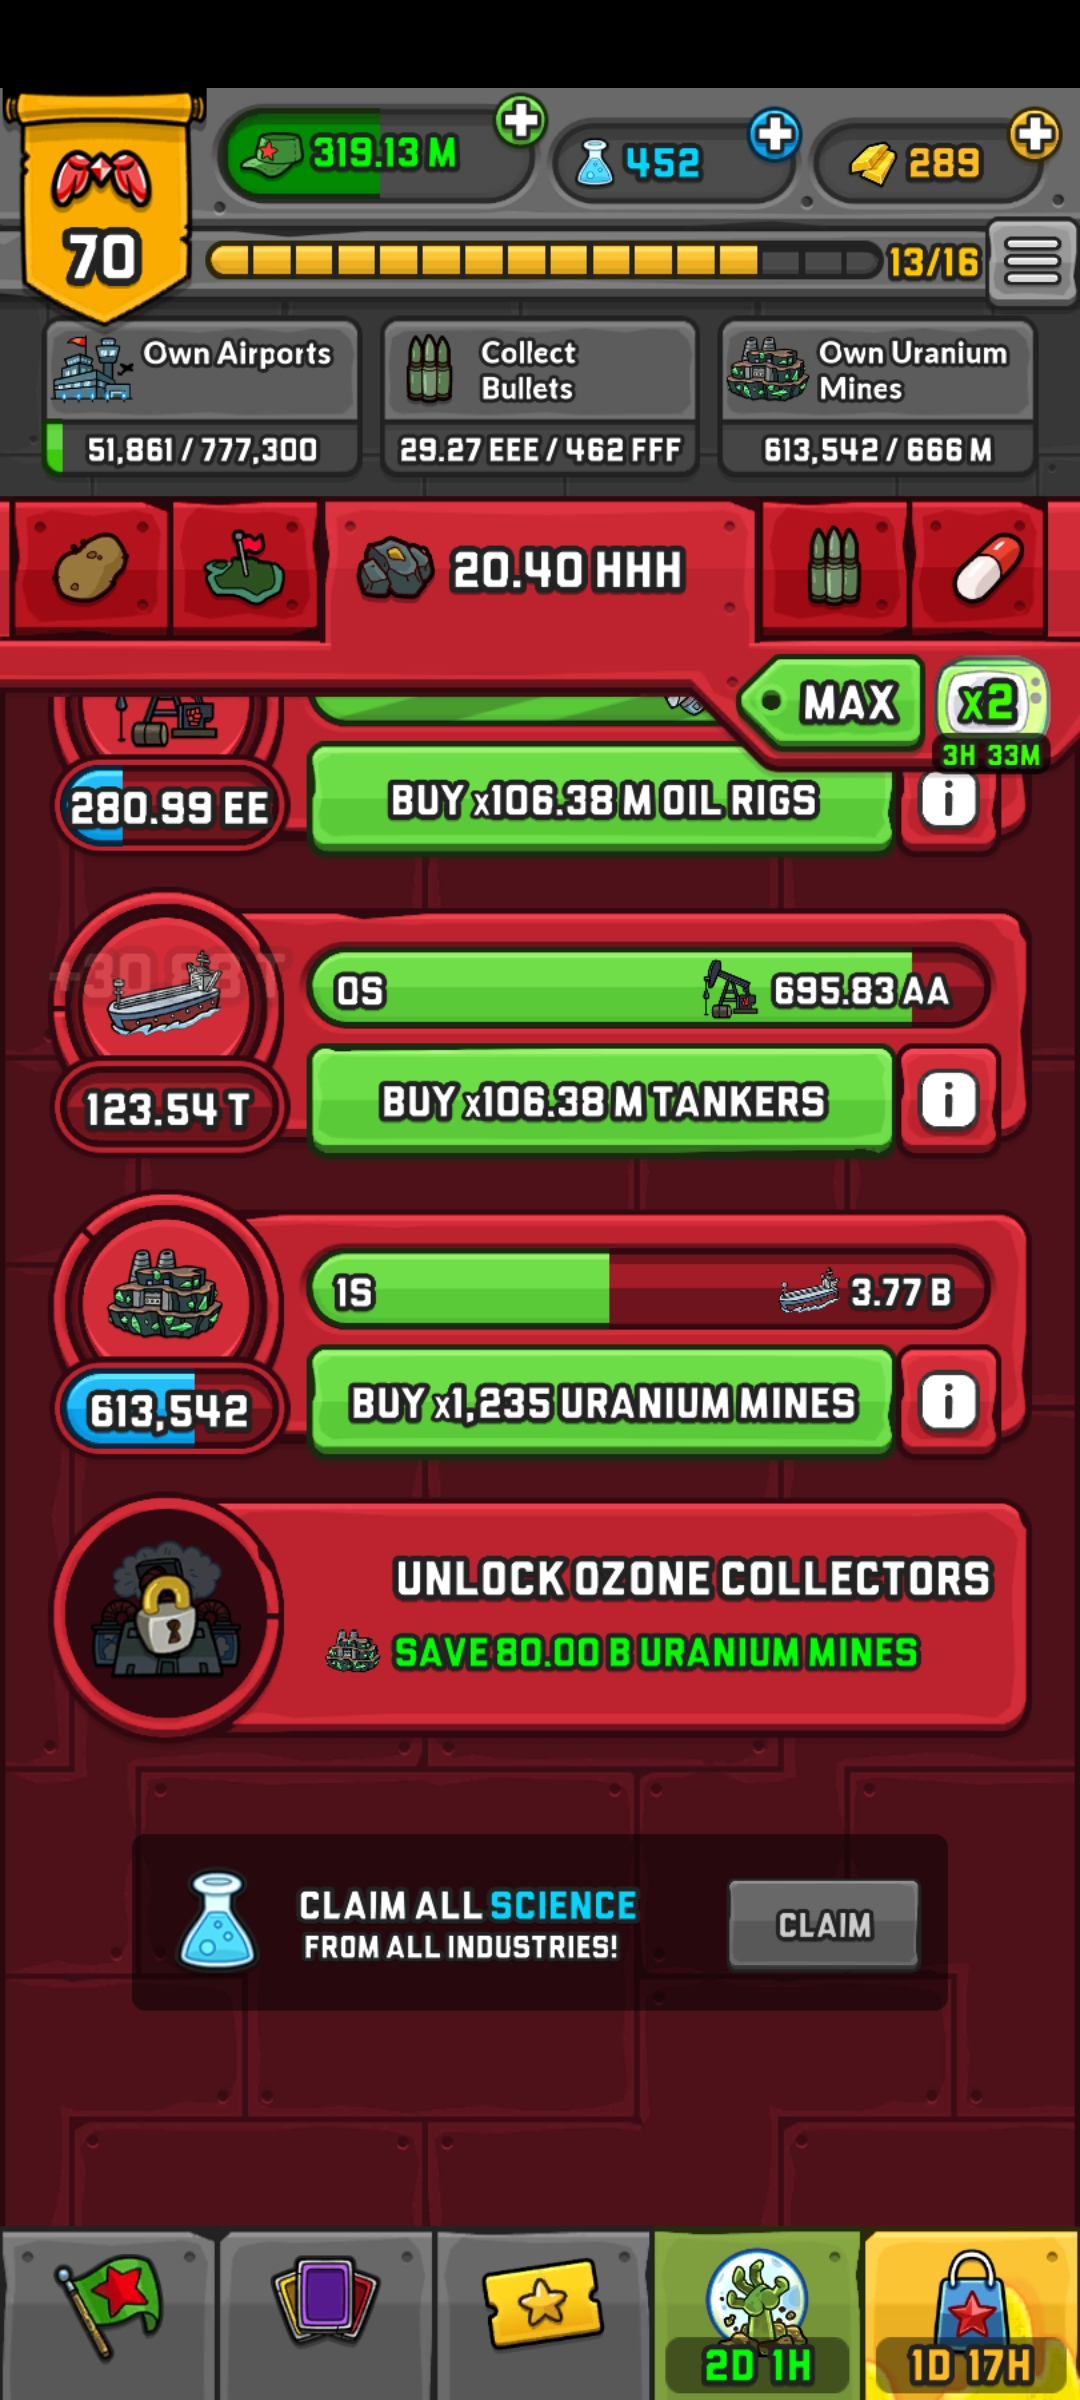 319.13 M
452
289
70
13/16
Own Airports
51,861 / 777,300
Collect
Bullets
29.27 EEE / 462 FFF
Own Uranium
Mines
613,542 / 666 M
20.40 HHH
MAX
x2
3H 33M
280.99 EE
BUY x106.38 M OIL RIGS
i
0S
695.83 AA
123.54 T
BUY x106.38 M TANKERS
i
1S
3.77 B
613,542
BUY x1,235 URANIUM MINES
i
UNLOCK OZONE COLLECTORS
SAVE 80.00 B URANIUM MINES
CLAIM ALL SCIENCE
FROM ALL INDUSTRIES!
CLAIM
2D 1H
1D 17H